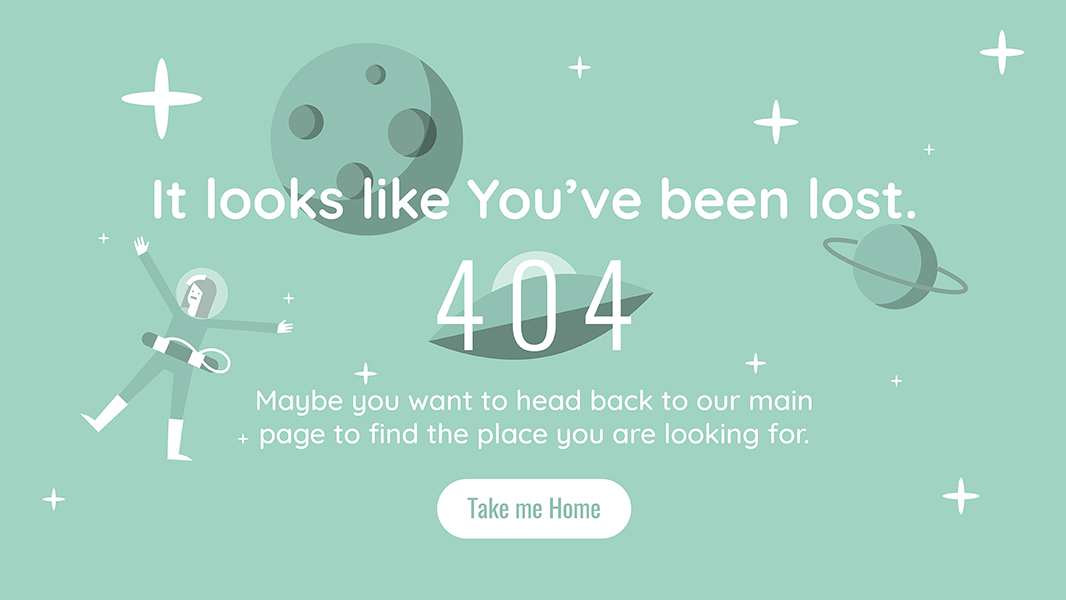 It looks like You’ve been lost.
404
Maybe you want to head back to our main
page to find the place you are looking for.
Take me Home